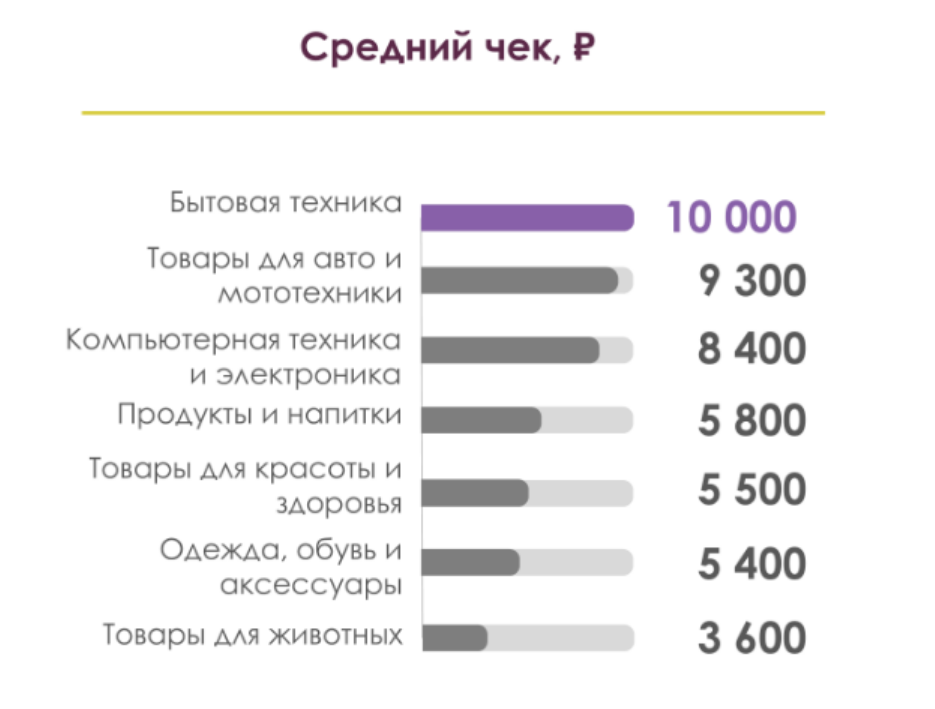 Средний чек, ₽
Бытовая техника
10 000
Товары для авто и
мототехники
9 300
Компьютерная техника
и электроника
8 400
Продукты и напитки
5 800
Товары для красоты и
здоровья
5 500
Одежда, обувь и
аксессуары
5 400
Товары для животных
3 600